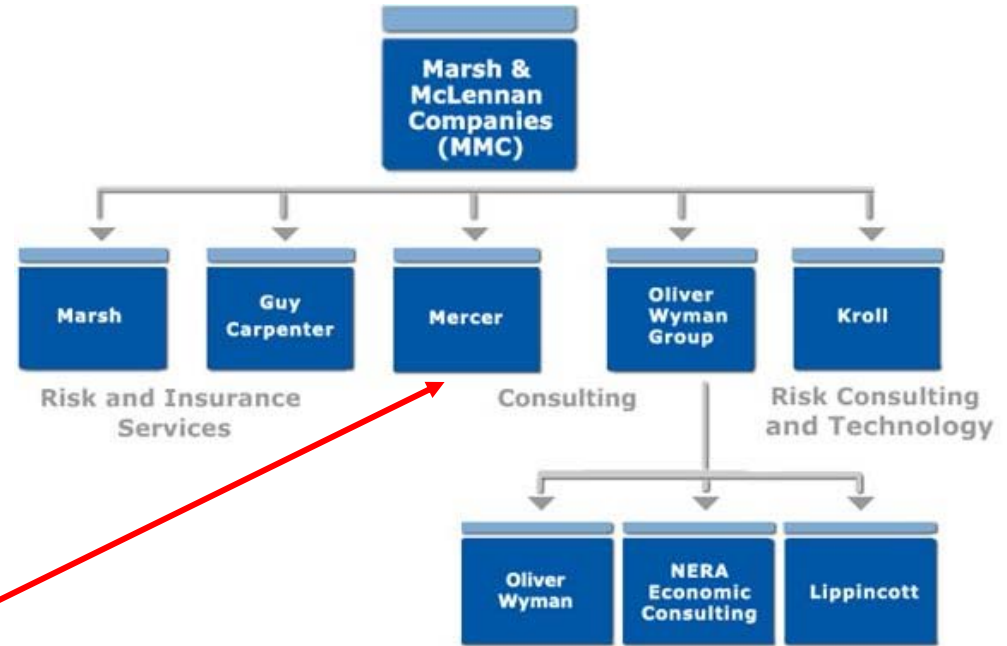 Marsh &
McLennan
Companies
(MMC)
Marsh
Guy
Carpenter
Mercer
Oliver
Wyman
Group
Kroll
Risk and Insurance
Services
Consulting
Risk Consulting
and Technology
Oliver
Wyman
NERA
Economic
Consulting
Lippincott